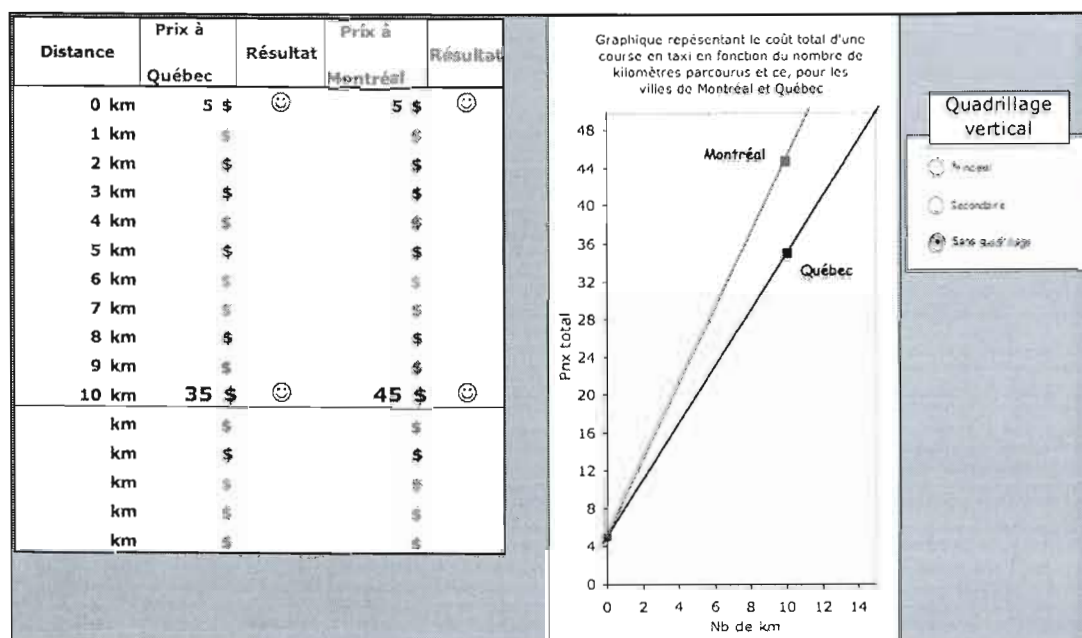 Distance Prix à Québec Résultat Prix à Montréal Résultat
0 km 5 $ 5 $
1 km $ $
2 km $ $
3 km $ $
4 km $ $
5 km $ $
6 km $ $
7 km $ $
8 km $ $
9 km $ $
10 km 35 $ 45 $
km $ $
km $ $
km $ $
km $ $
km $ $
Graphique repésentant le coût total d'une
course en taxi en fonction du nombre de
kilomètres parcourus et ce, pour les
villes de Montréal et Québec
48
44
40
36
32
28
24
20
16
12
8
4
0
Prix total
Montréal
Québec
0 2 4 6 8 10 12 14
Nb de km
Quadrillage
vertical
Principal
Secondaire
Sans quadrillage